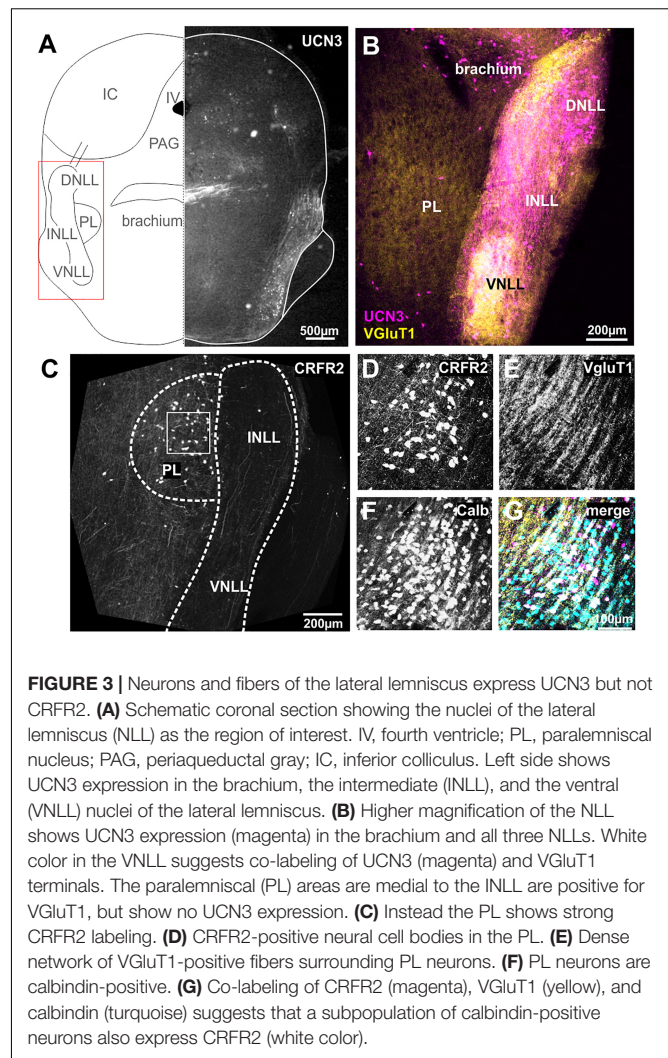 A
UCN3
IC
IV
PAG
DNLL
PL
INLL
VNLL
brachium
500µm
B
brachium
DNLL
PL
INLL
VNLL
UCN3
VGluT1
200µm
C
CRFR2
INLL
PL
VNLL
200µm
D
CRFR2
E
VgluT1
F
Calb
G
merge
100µm
FIGURE 3 | Neurons and fibers of the lateral lemniscus express UCN3 but not
CRFR2. (A) Schematic coronal section showing the nuclei of the lateral
lemniscus (NLL) as the region of interest. IV, fourth ventricle; PL, paralemniscal
nucleus; PAG, periaqueductal gray; IC, inferior colliculus. Left side shows
UCN3 expression in the brachium, the intermediate (INLL), and the ventral
(VNLL) nuclei of the lateral lemniscus. (B) Higher magnification of the NLL
shows UCN3 expression (magenta) in the brachium and all three NLLs. White
color in the VNLL suggests co-labeling of UCN3 (magenta) and VGluT1
terminals. The paralemniscal (PL) areas are medial to the INLL are positive for
VGluT1, but show no UCN3 expression. (C) Instead the PL shows strong
CRFR2 labeling. (D) CRFR2-positive neural cell bodies in the PL. (E) Dense
network of VGluT1-positive fibers surrounding PL neurons. (F) PL neurons are
calbindin-positive. (G) Co-labeling of CRFR2 (magenta), VGluT1 (yellow), and
calbindin (turquoise) suggests that a subpopulation of calbindin-positive
neurons also express CRFR2 (white color).